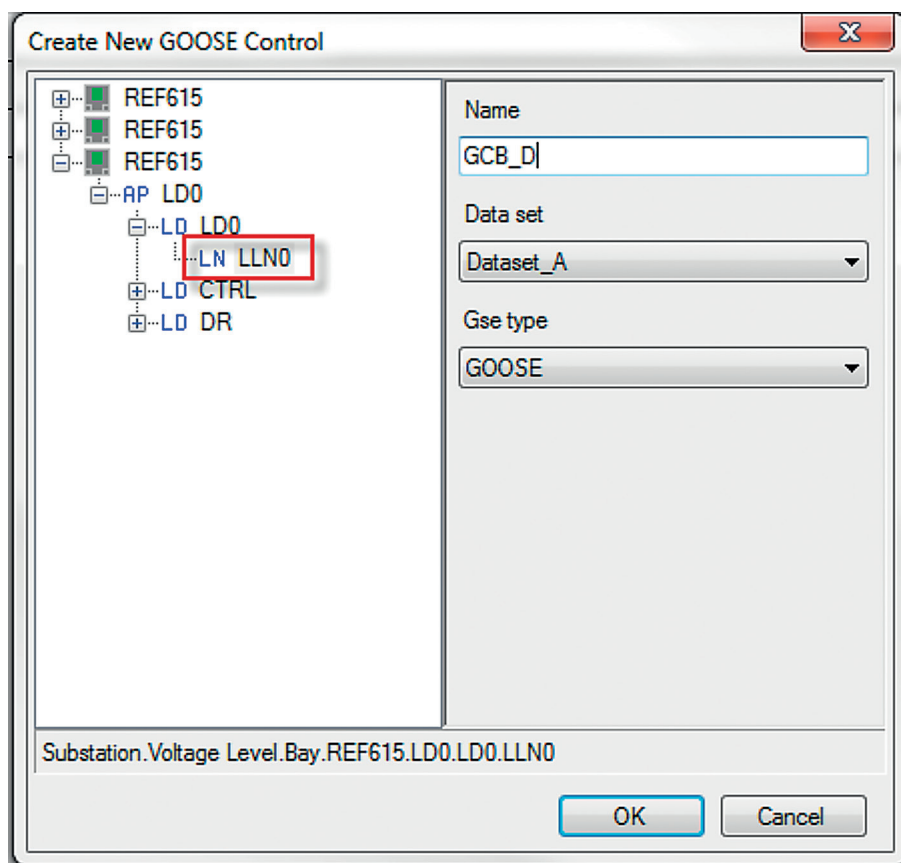 Create New GOOSE Control
REF615
REF615
REF615
AP LD0
LD LD0
LN LLN0
LD CTRL
LD DR
Name
GCB_D
Data set
Dataset_A
Gse type
GOOSE
Substation.Voltage Level.Bay.REF615.LD0.LD0.LLN0
OK
Cancel